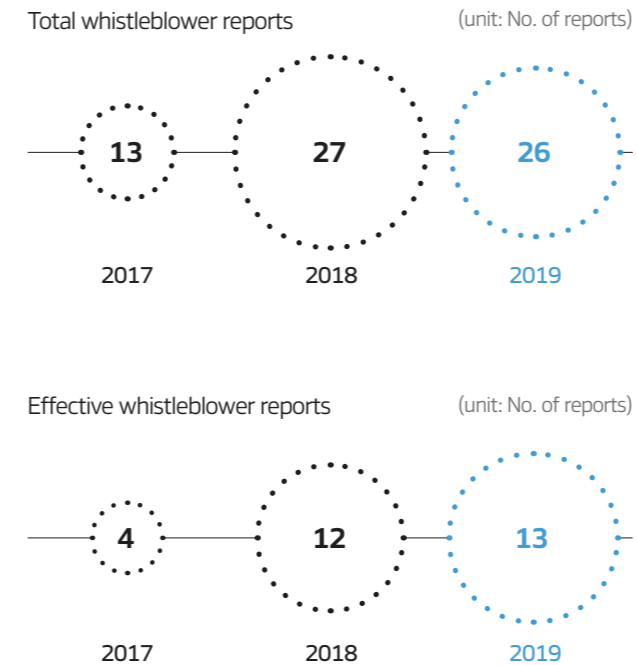 Total whistleblower reports (unit: No. of reports)
13 27 26
2017 2018 2019
Effective whistleblower reports (unit: No. of reports)
4 12 13
2017 2018 2019